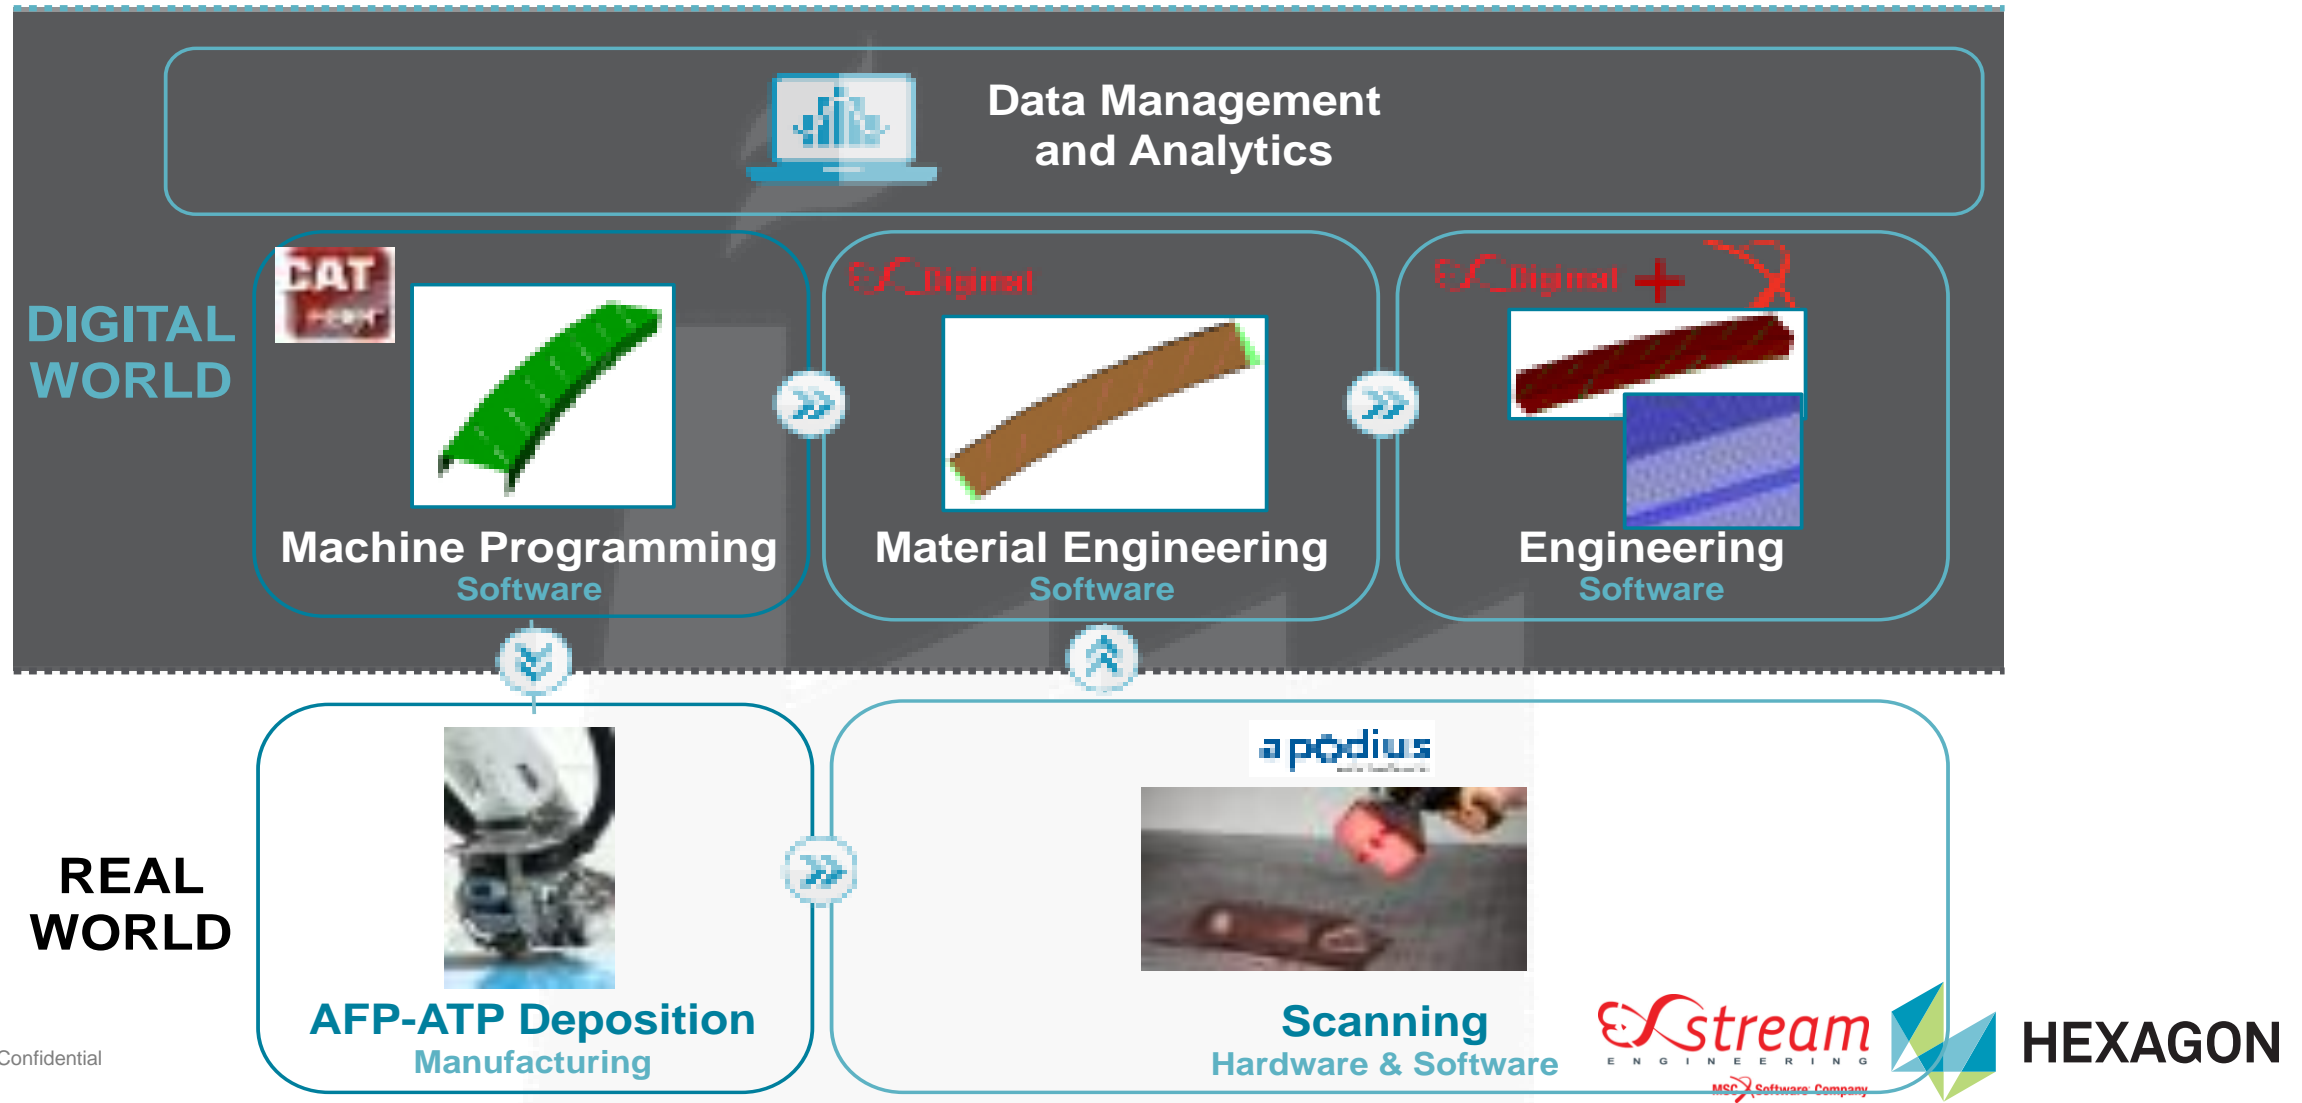 Data Management
and Analytics
DIGITAL
WORLD
CAT
Digimat
Digimat +
Machine Programming
Software
Material Engineering
Software
Engineering
Software
REAL
WORLD
apodius
AFP-ATP Deposition
Manufacturing
Scanning
Hardware & Software
eXstream
ENGINEERING
MSC Software Company
HEXAGON
Confidential